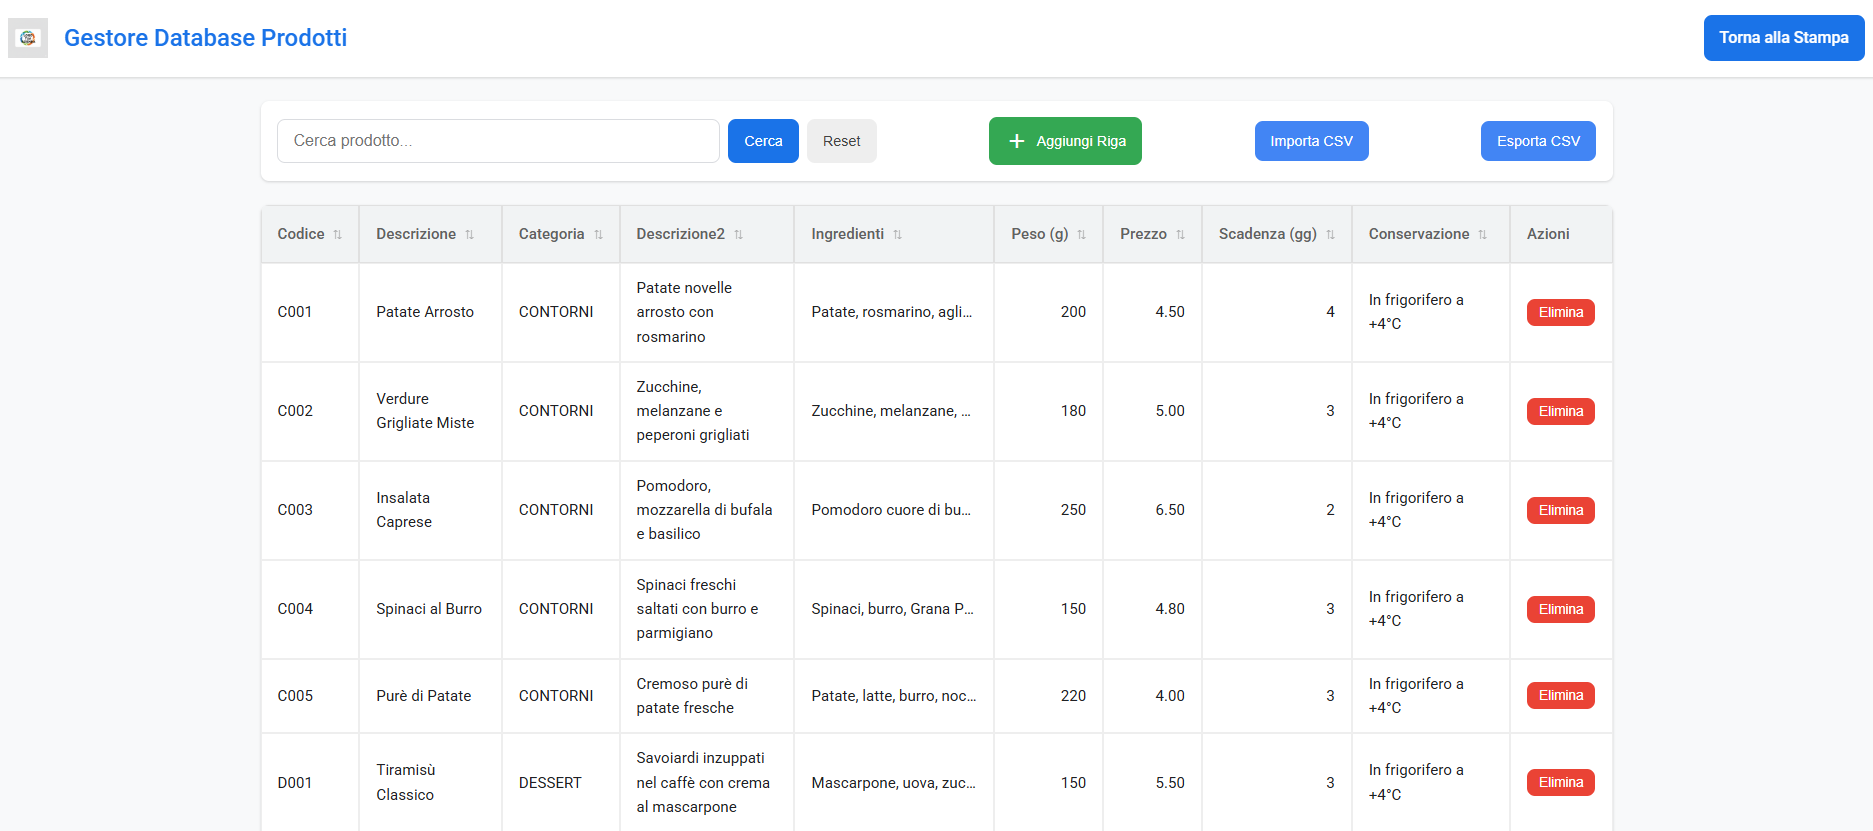 Gestore Database Prodotti
Torna alla Stampa
Cerca prodotto...
Cerca
Reset
+ Aggiungi Riga
Importa CSV
Esporta CSV
Codice ⇅ Descrizione ⇅ Categoria ⇅ Descrizione2 ⇅ Ingredienti ⇅ Peso (g) ⇅ Prezzo ⇅ Scadenza (gg) ⇅ Conservazione ⇅ Azioni
C001
Patate Arrosto
CONTORNI
Patate novelle
arrosto con
rosmarino
Patate, rosmarino, agli...
200
4.50
4
In frigorifero a
+4°C
Elimina
C002
Verdure
Grigliate Miste
CONTORNI
Zucchine,
melanzane e
peperoni grigliati
Zucchine, melanzane, ...
180
5.00
3
In frigorifero a
+4°C
Elimina
C003
Insalata
Caprese
CONTORNI
Pomodoro,
mozzarella di bufala
e basilico
Pomodoro cuore di bu...
250
6.50
2
In frigorifero a
+4°C
Elimina
C004
Spinaci al Burro
CONTORNI
Spinaci freschi
saltati con burro e
parmigiano
Spinaci, burro, Grana P...
150
4.80
3
In frigorifero a
+4°C
Elimina
C005
Purè di Patate
CONTORNI
Cremoso purè di
patate fresche
Patate, latte, burro, noc...
220
4.00
3
In frigorifero a
+4°C
Elimina
D001
Tiramisù
Classico
DESSERT
Savoiardi inzuppati
nel caffè con crema
al mascarpone
Mascarpone, uova, zuc...
150
5.50
3
In frigorifero a
+4°C
Elimina